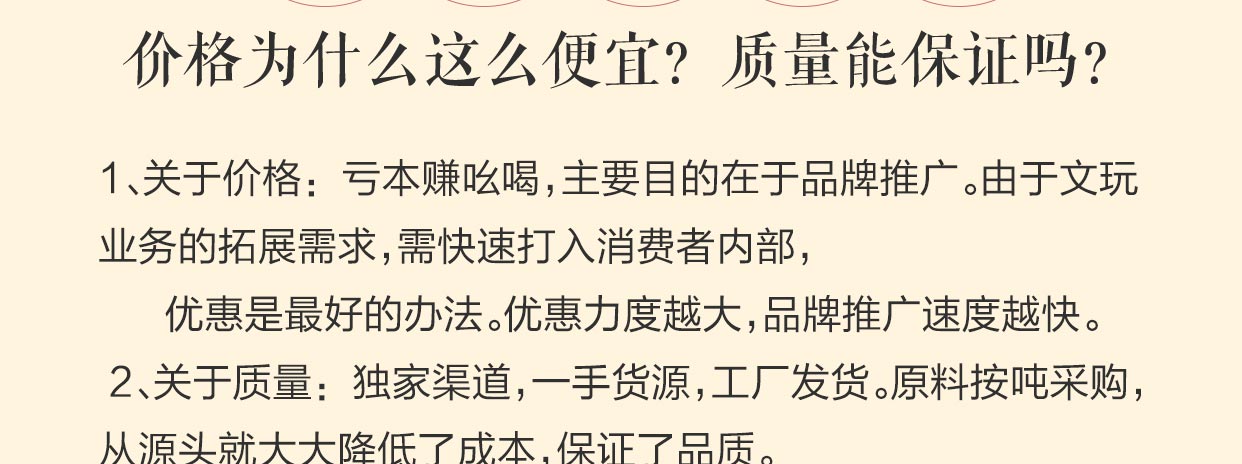 价格为什么这么便宜？质量能保证吗？
1、关于价格：亏本赚吆喝，主要目的在于品牌推广。由于文玩
业务的拓展需求，需快速打入消费者内部，
优惠是最好的办法。优惠力度越大，品牌推广速度越快。
2、关于质量：独家渠道，一手货源，工厂发货。原料按吨采购，
从源头就大大降低了成本，保证了品质。